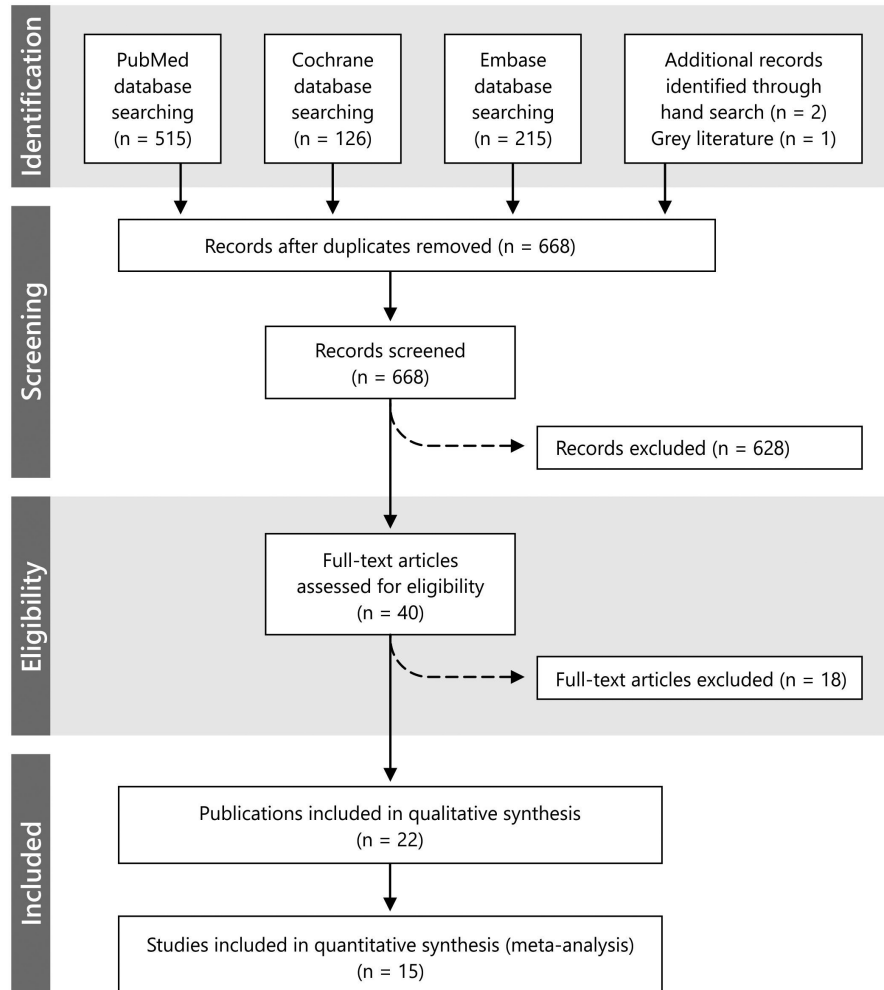 Identification
PubMed
database
searching
(n = 515)
Cochrane
database
searching
(n = 126)
Embase
database
searching
(n = 215)
Additional records
identified through
hand search (n = 2)
Grey literature (n = 1)
Screening
Records after duplicates removed (n = 668)
Records screened
(n = 668)
Records excluded (n = 628)
Eligibility
Full-text articles
assessed for eligibility
(n = 40)
Full-text articles excluded (n = 18)
Included
Publications included in qualitative synthesis
(n = 22)
Studies included in quantitative synthesis (meta-analysis)
(n = 15)